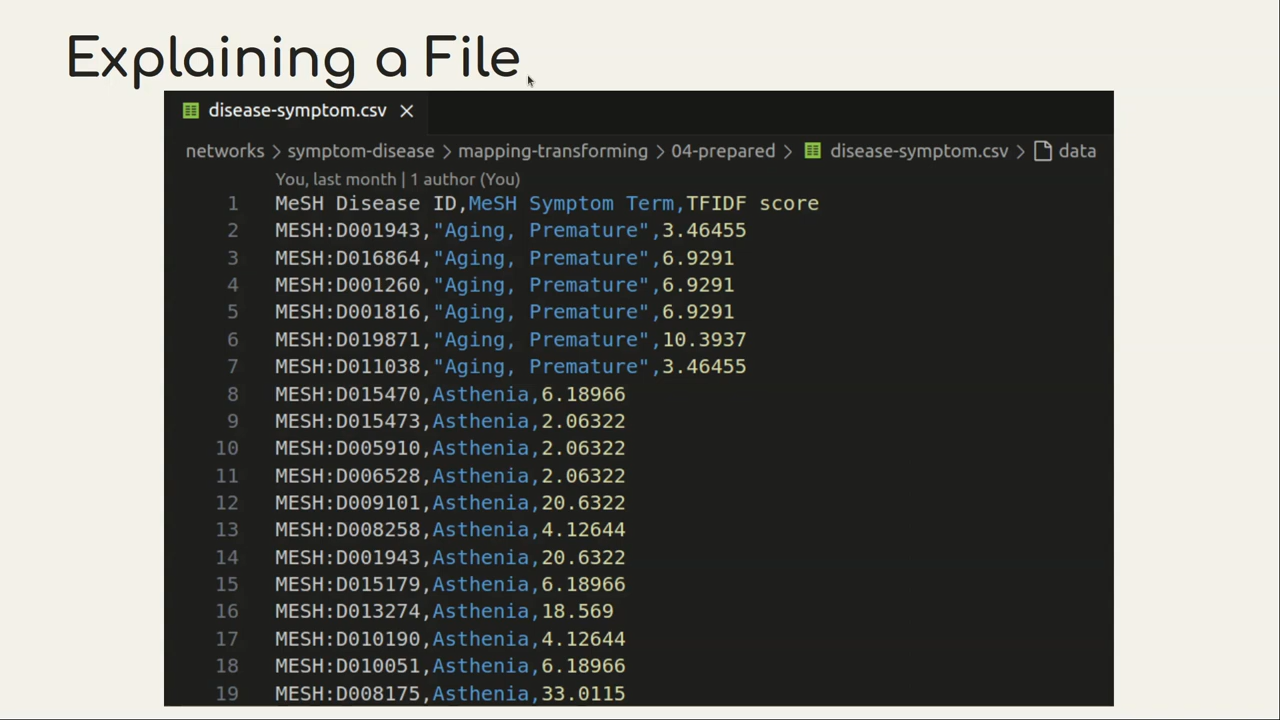 Explaining a File
disease-symptom.csv
networks > symptom-disease > mapping-transforming > 04-prepared > disease-symptom.csv > data
You, last month | 1 author (You)
1 MeSH Disease ID,MeSH Symptom Term,TFIDF score
2 MESH:D001943,"Aging, Premature",3.46455
3 MESH:D016864,"Aging, Premature",6.9291
4 MESH:D001260,"Aging, Premature",6.9291
5 MESH:D001816,"Aging, Premature",6.9291
6 MESH:D019871,"Aging, Premature",10.3937
7 MESH:D011038,"Aging, Premature",3.46455
8 MESH:D015470,Asthenia,6.18966
9 MESH:D015473,Asthenia,2.06322
10 MESH:D005910,Asthenia,2.06322
11 MESH:D006528,Asthenia,2.06322
12 MESH:D009101,Asthenia,20.6322
13 MESH:D008258,Asthenia,4.12644
14 MESH:D001943,Asthenia,20.6322
15 MESH:D015179,Asthenia,6.18966
16 MESH:D013274,Asthenia,18.569
17 MESH:D010190,Asthenia,4.12644
18 MESH:D010051,Asthenia,6.18966
19 MESH:D008175,Asthenia,33.0115